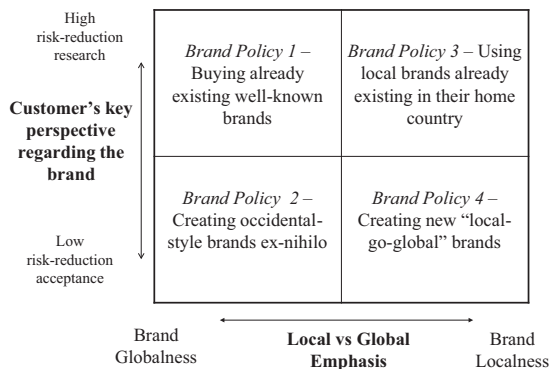 High
risk-reduction
research
Customer's key
perspective
regarding the
brand
Low
risk-reduction
acceptance
Brand Policy 1 –
Buying already
existing well-known
brands
Brand Policy 3 – Using
local brands already
existing in their home
country
Brand Policy 2 –
Creating occidental-
style brands ex-nihilo
Brand Policy 4 –
Creating new “local-
go-global” brands
Brand
Globalness
Local vs Global
Emphasis
Brand
Localness